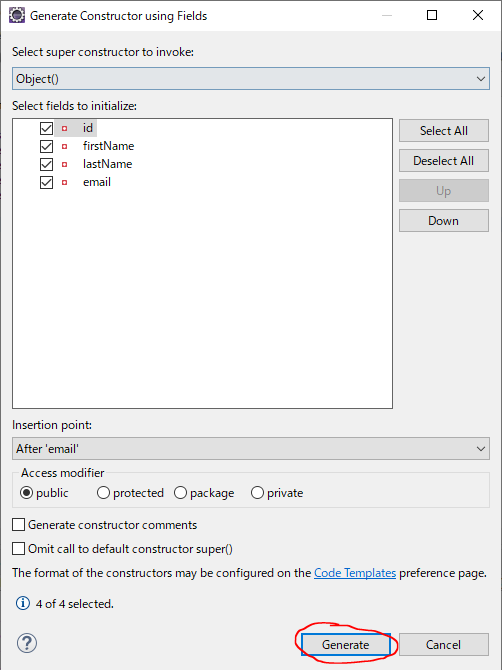 Generate Constructor using Fields
Select super constructor to invoke:
Object()
Select fields to initialize:
id
firstName
lastName
email
Select All
Deselect All
Up
Down
Insertion point:
After 'email'
Access modifier
public protected package private
Generate constructor comments
Omit call to default constructor super()
The format of the constructors may be configured on the Code Templates preference page.
4 of 4 selected.
Generate Cancel